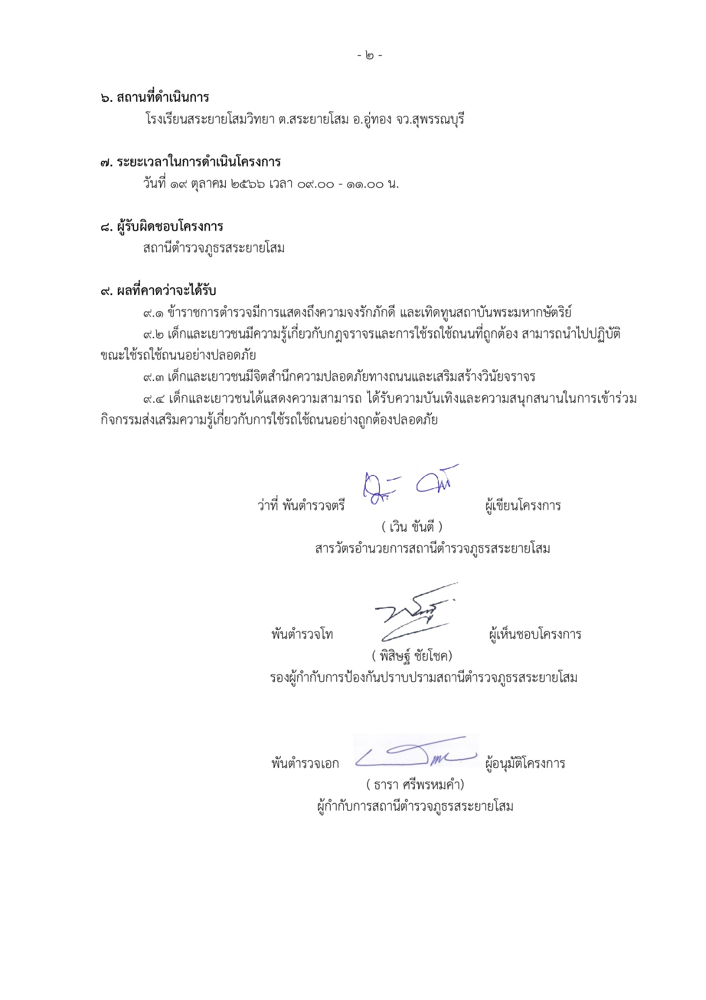 - ๒ -
๖. สถานที่ดำเนินการ
โรงเรียนสระยายโสมวิทยา ต.สระยายโสม อ.อู่ทอง จว.สุพรรณบุรี
๗. ระยะเวลาในการดำเนินโครงการ
วันที่ ๑๙ ตุลาคม ๒๕๖๖ เวลา ๐๙.๐๐ - ๑๑.๐๐ น.
๘. ผู้รับผิดชอบโครงการ
สถานีตำรวจภูธรสระยายโสม
๙. ผลที่คาดว่าจะได้รับ
๙.๑ ข้าราชการตำรวจมีการแสดงถึงความจงรักภักดี และเทิดทูนสถาบันพระมหากษัตริย์
๙.๒ เด็กและเยาวชนมีความรู้เกี่ยวกับกฎจราจรและการใช้รถใช้ถนนที่ถูกต้อง สามารถนำไปปฏิบัติ
ขณะใช้รถใช้ถนนอย่างปลอดภัย
๙.๓ เด็กและเยาวชนมีจิตสำนึกความปลอดภัยทางถนนและเสริมสร้างวินัยจราจร
๙.๔ เด็กและเยาวชนได้แสดงความสามารถ ได้รับความบันเทิงและความสนุกสนานในการเข้าร่วม
กิจกรรมส่งเสริมความรู้เกี่ยวกับการใช้รถใช้ถนนอย่างถูกต้องปลอดภัย
ว่าที่ พันตำรวจตรี ผู้เขียนโครงการ
( เวิน ขันตี )
สารวัตรอำนวยการสถานีตำรวจภูธรสระยายโสม
พันตำรวจโท ผู้เห็นชอบโครงการ
( พิสิษฐ์ ชัยโชค)
รองผู้กำกับการป้องกันปราบปรามสถานีตำรวจภูธรสระยายโสม
พันตำรวจเอก ผู้อนุมัติโครงการ
( ธารา ศรีพรหมคำ)
ผู้กำกับการสถานีตำรวจภูธรสระยายโสม